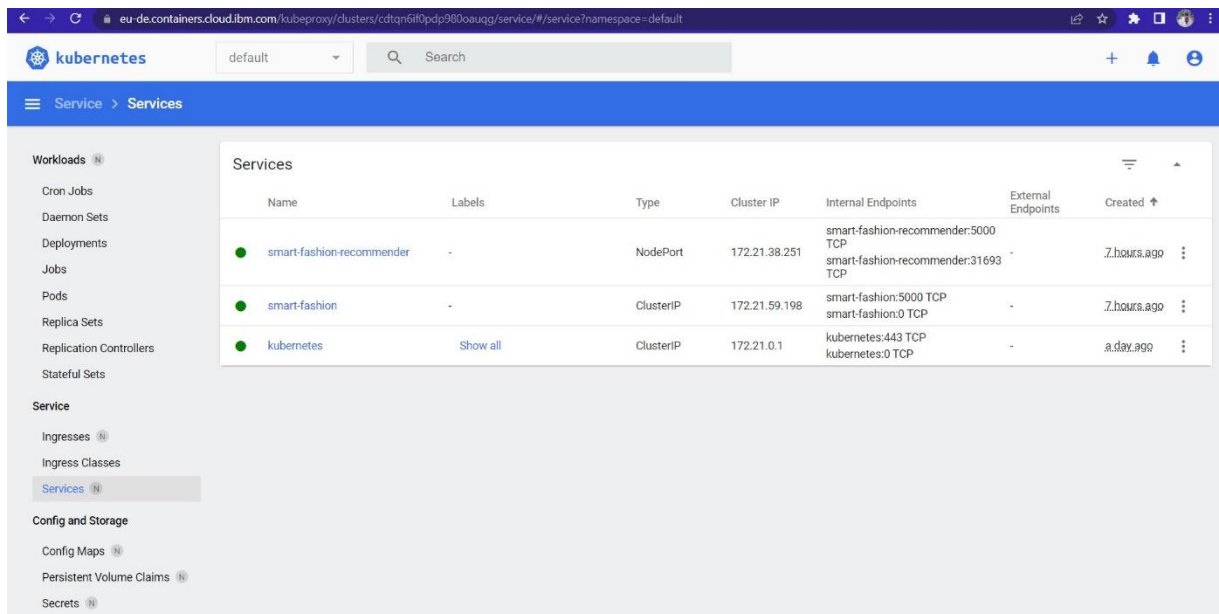 eu-de.containers.cloud.ibm.com/kubeproxy/clusters/cdtqn6if0pdp980oauqg/service/#/service?namespace=default
kubernetes
default
Search
Service > Services
Workloads N
Cron Jobs
Daemon Sets
Deployments
Jobs
Pods
Replica Sets
Replication Controllers
Stateful Sets
Service
Ingresses N
Ingress Classes
Services N
Config and Storage
Config Maps N
Persistent Volume Claims N
Secrets N
Services
Name Labels Type Cluster IP Internal Endpoints External Endpoints Created
smart-fashion-recommender - NodePort 172.21.38.251 smart-fashion-recommender:5000 TCP - 7 hours ago
smart-fashion-recommender:31693 TCP
smart-fashion - ClusterIP 172.21.59.198 smart-fashion:5000 TCP - 7 hours ago
smart-fashion:0 TCP
kubernetes Show all ClusterIP 172.21.0.1 kubernetes:443 TCP - a day ago
kubernetes:0 TCP